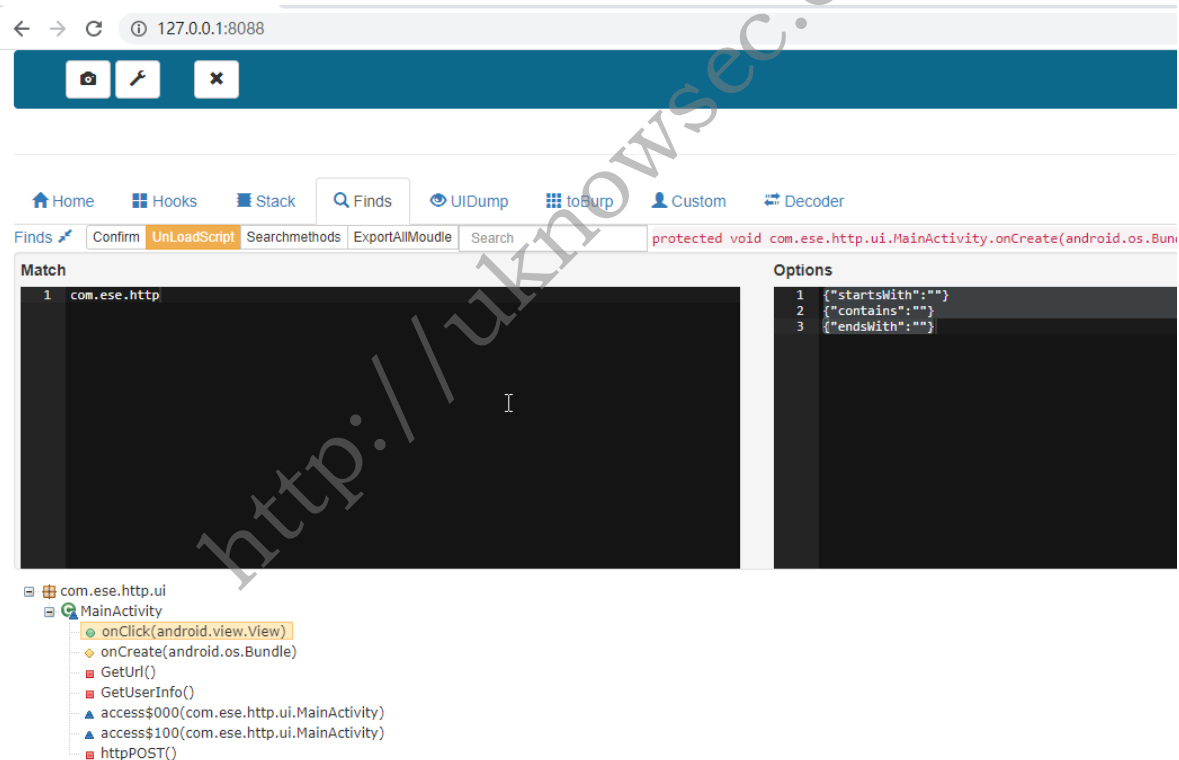 127.0.0.1:8088
Home Hooks Stack Finds UIDump toBurp Custom Decoder
Finds Confirm UnLoadScript Searchmethods ExportAllMoudle Search protected void com.ese.http.ui.MainActivity.onCreate(android.os.Bun
Match Options
1 com.ese.http
1 {"startsWith":""}
2 {"contains":""}
3 {"endsWith":""}
http://uknowsec.
com.ese.http.ui
MainActivity
onClick(android.view.View)
onCreate(android.os.Bundle)
GetUrl()
GetUserInfo()
access$000(com.ese.http.ui.MainActivity)
access$100(com.ese.http.ui.MainActivity)
httpPOST()